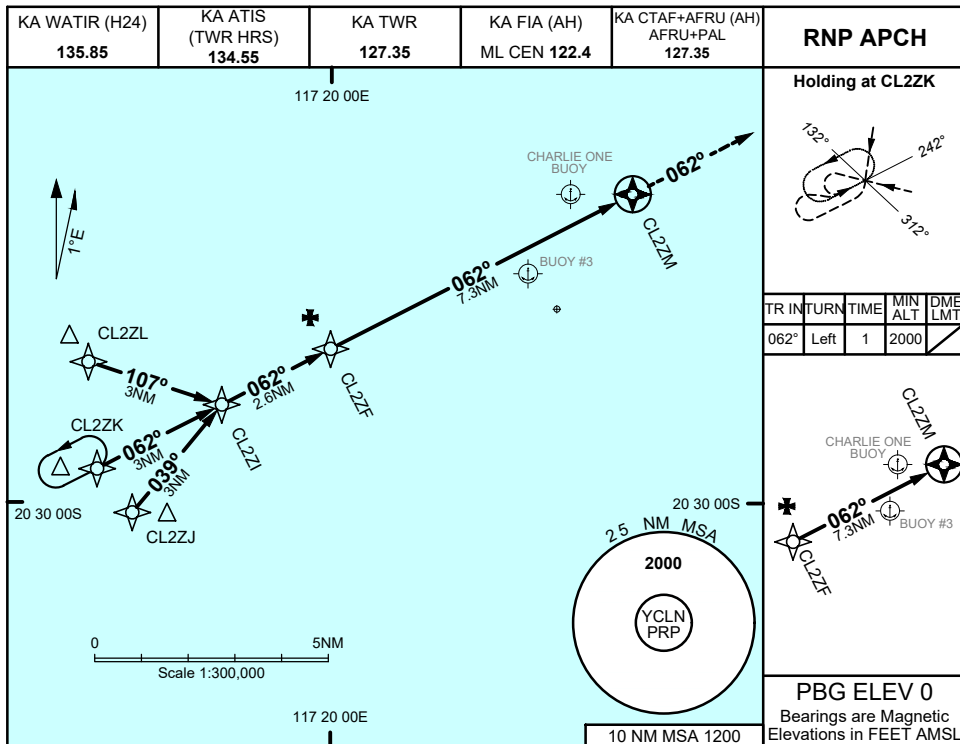 KA WATIR (H24)
135.85
KA ATIS
(TWR HRS)
134.55
KA TWR
127.35
KA FIA (AH)
ML CEN 122.4
KA CTAF+AFRU (AH)
AFRU+PAL
127.35
RNP APCH
117 20 00E
1°E
CHARLIE ONE
BUOY
062°
CL2ZM
BUOY #3
062°
7.3NM
CL2ZL
107°
3NM
062°
2.6NM
CL2ZF
CL2ZK
062°
3NM
CL2ZI
039°
3NM
CL2ZJ
20 30 00S
20 30 00S
25 NM MSA
2000
YCLN
PRP
0
5NM
Scale 1:300,000
117 20 00E
10 NM MSA 1200
Holding at CL2ZK
132°
242°
312°
TR IN TURN TIME MIN ALT DME LMT
062° Left 1 2000
CL2ZM
CHARLIE ONE
BUOY
062°
7.3NM
BUOY #3
CL2ZF
PBG ELEV 0
Bearings are Magnetic
Elevations in FEET AMSL